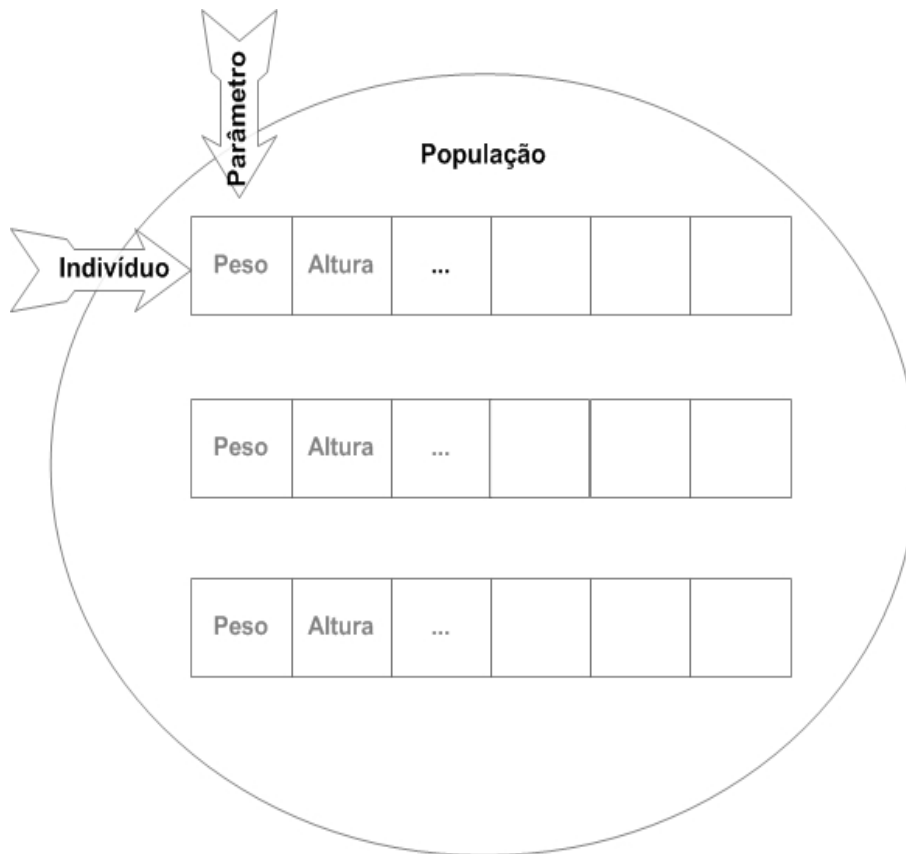 Parâmetro
População
Indivíduo
Peso Altura ...
Peso Altura ...
Peso Altura ...